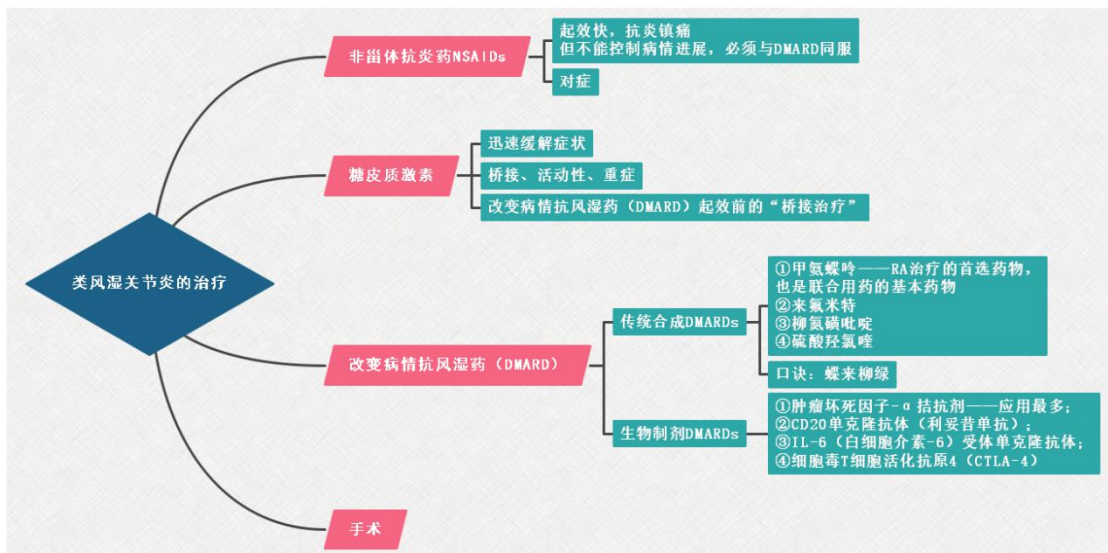 类风湿关节炎的治疗
非甾体抗炎药NSAIDs
起效快，抗炎镇痛
但不能控制病情进展，必须与DMARD同服
对症
糖皮质激素
迅速缓解症状
桥接、活动性、重症
改变病情抗风湿药（DMARD）起效前的“桥接治疗”
改变病情抗风湿药（DMARD）
传统合成DMARDs
①甲氨蝶呤——RA治疗的首选药物，
也是联合用药的基本药物
②来氟米特
③柳氮磺吡啶
④硫酸羟氯喹
口诀：蝶来柳绿
生物制剂DMARDs
①肿瘤坏死因子-α拮抗剂——应用最多；
②CD20单克隆抗体（利妥昔单抗）；
③IL-6（白细胞介素-6）受体单克隆抗体；
④细胞毒T细胞活化抗原4（CTLA-4）
手术